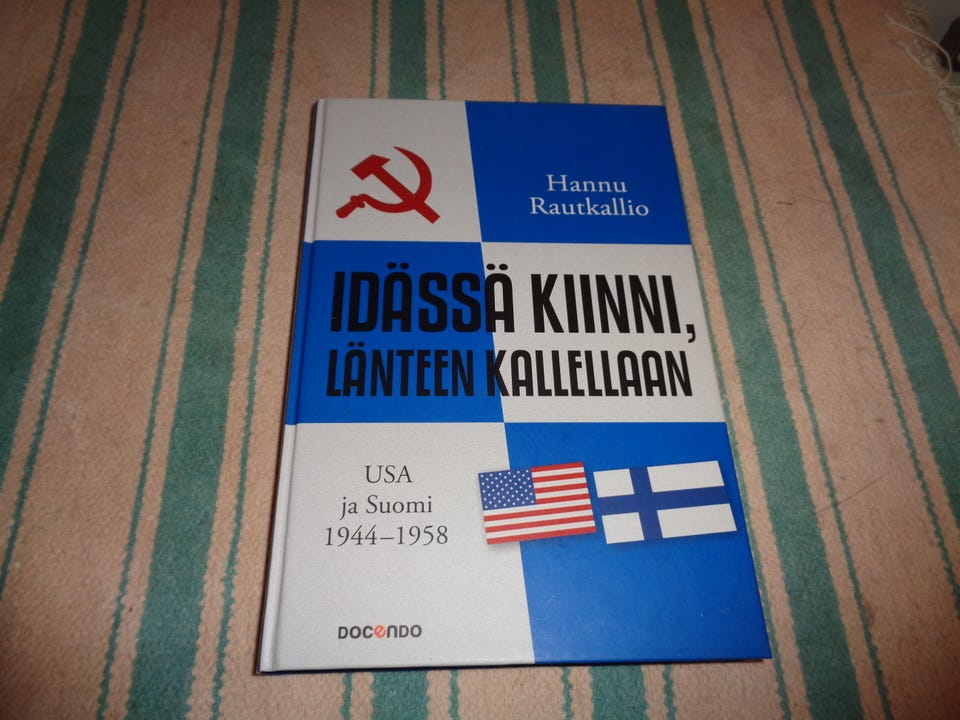 Hannu
Rautkallio
IDÄSSÄ KIINNI,
LÄNTEEN KALLELLAAN
USA
ja Suomi
1944–1958
DOCENDO